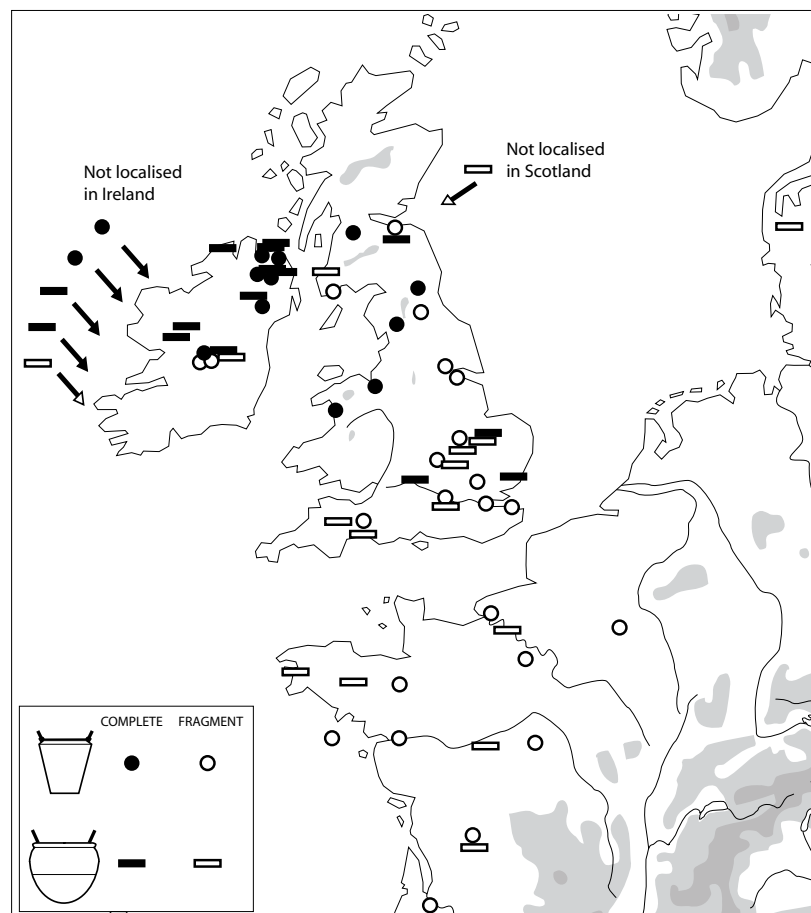 Not localised
in Ireland
Not localised
in Scotland
COMPLETE FRAGMENT